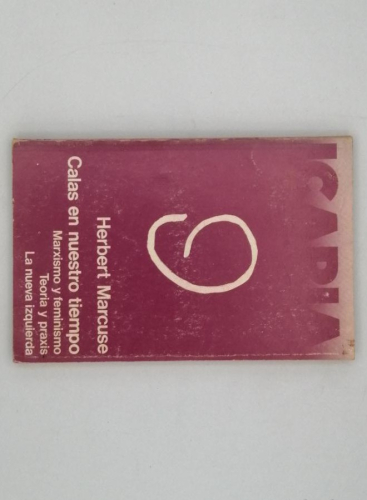 ICARIA
Herbert Marcuse
Calas en nuestro tiempo
Marxismo y feminismo
Teoría y praxis
La nueva izquierda